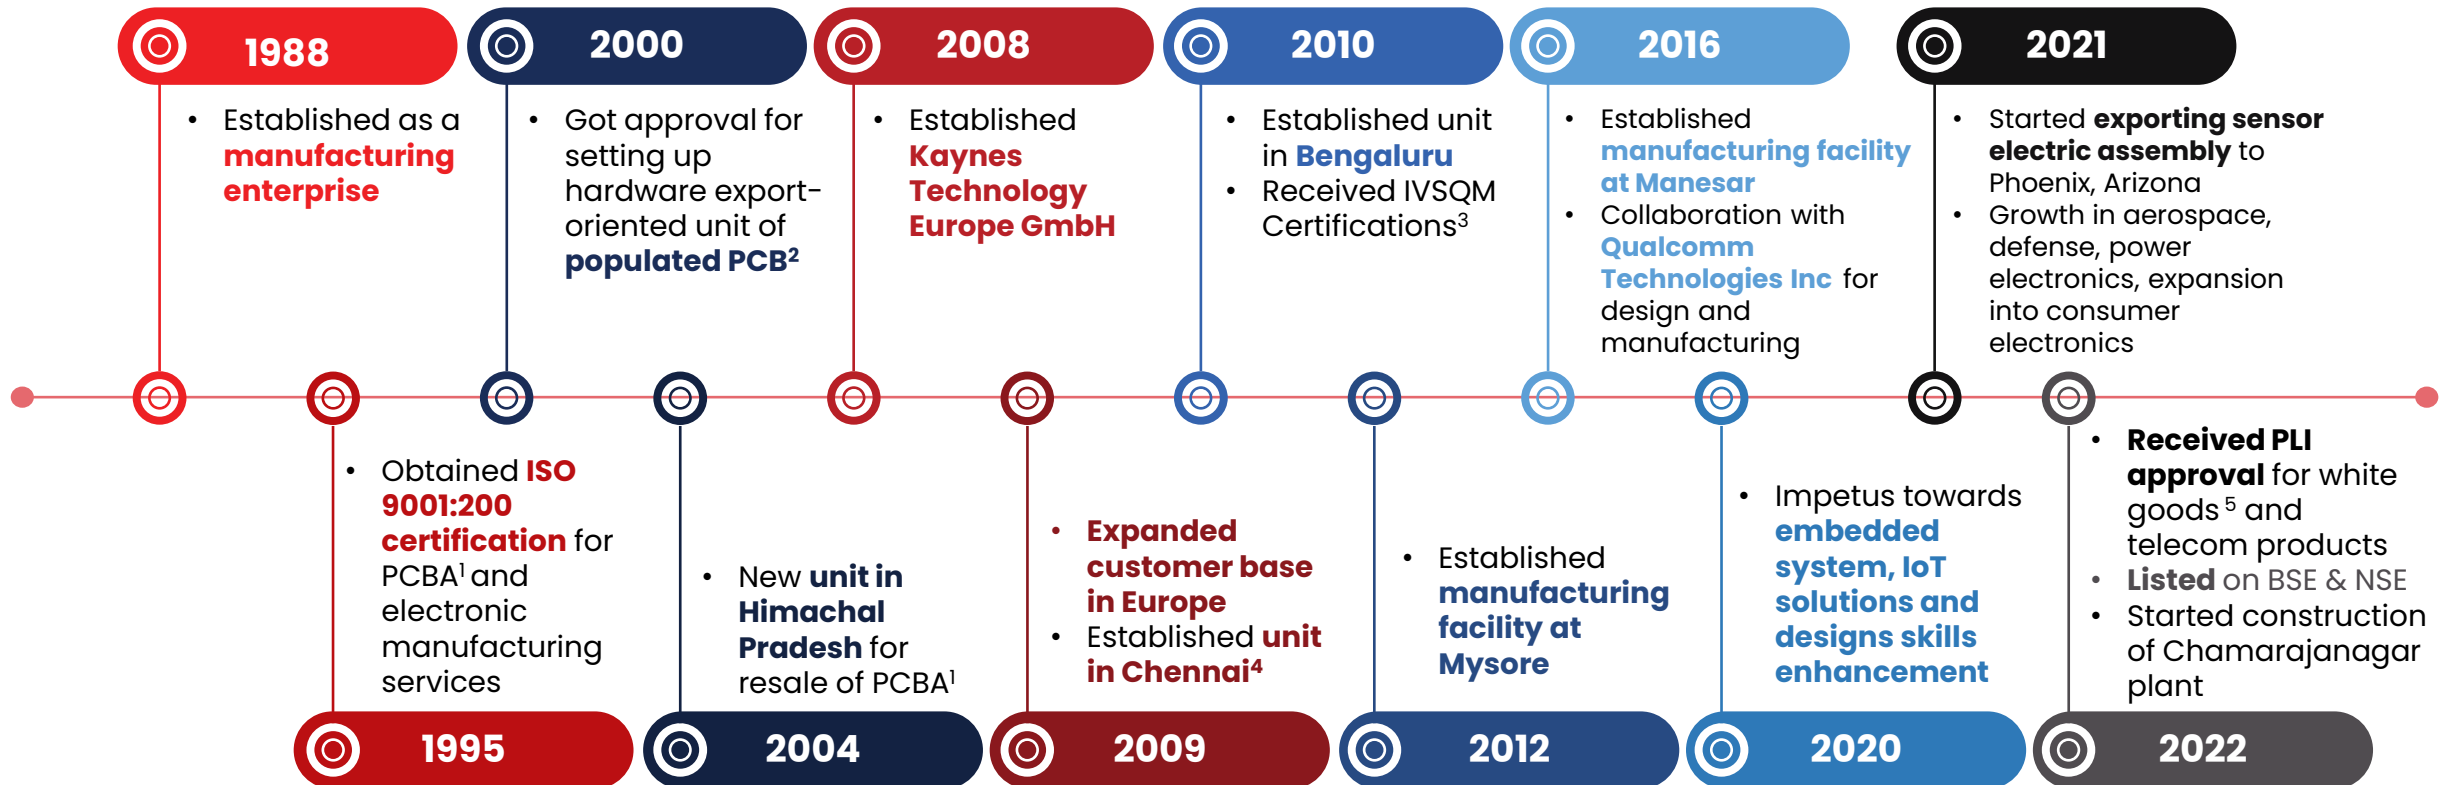 1988
• Established as a
manufacturing
enterprise
2000
• Got approval for
setting up
hardware export-
oriented unit of
populated PCB²
2008
• Established
Kaynes
Technology
Europe GmbH
2010
• Established unit
in Bengaluru
• Received IVSQM
Certifications³
2016
• Established
manufacturing facility
at Manesar
• Collaboration with
Qualcomm
Technologies Inc for
design and
manufacturing
2021
• Started exporting sensor
electric assembly to
Phoenix, Arizona
• Growth in aerospace,
defense, power
electronics, expansion
into consumer
electronics
• Obtained ISO
9001:200
certification for
PCBA¹ and
electronic
manufacturing
services
1995
• New unit in
Himachal
Pradesh for
resale of PCBA¹
2004
• Expanded
customer base
in Europe
• Established unit
in Chennai⁴
2009
• Established
manufacturing
facility at
Mysore
2012
• Impetus towards
embedded
system, IoT
solutions and
designs skills
enhancement
2020
• Received PLI
approval for white
goods ⁵ and
telecom products
• Listed on BSE & NSE
• Started construction
of Chamarajanagar
plant
2022